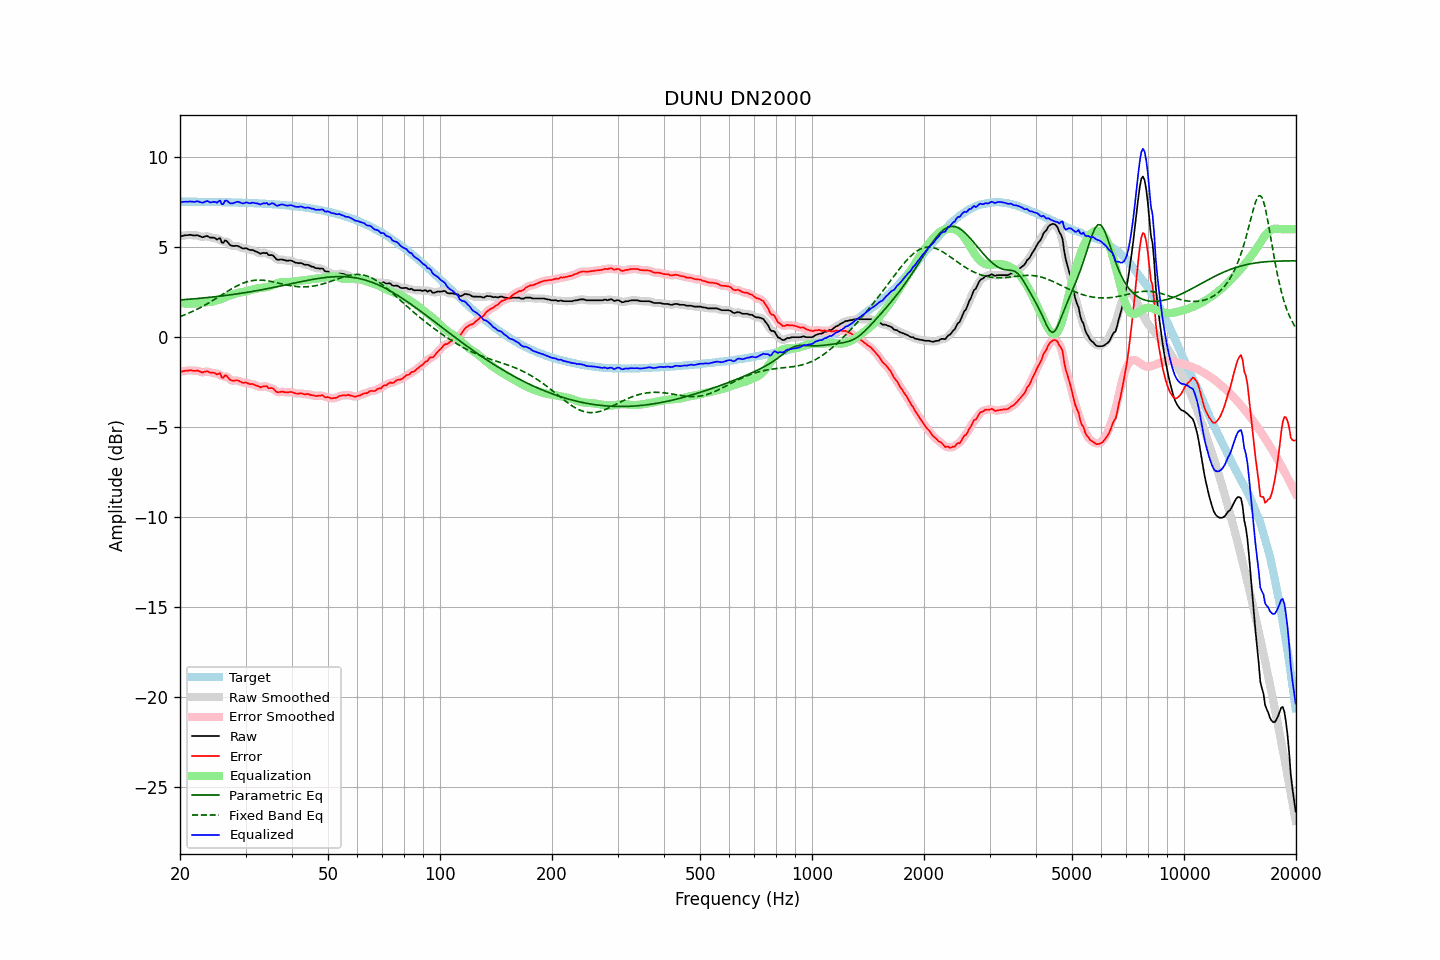 DUNU DN2000
Amplitude (dBr)
10
5
0
−5
−10
−15
−20
−25
Target
Raw Smoothed
Error Smoothed
Raw
Error
Equalization
Parametric Eq
Fixed Band Eq
Equalized
20 50 100 200 500 1000 2000 5000 10000 20000
Frequency (Hz)